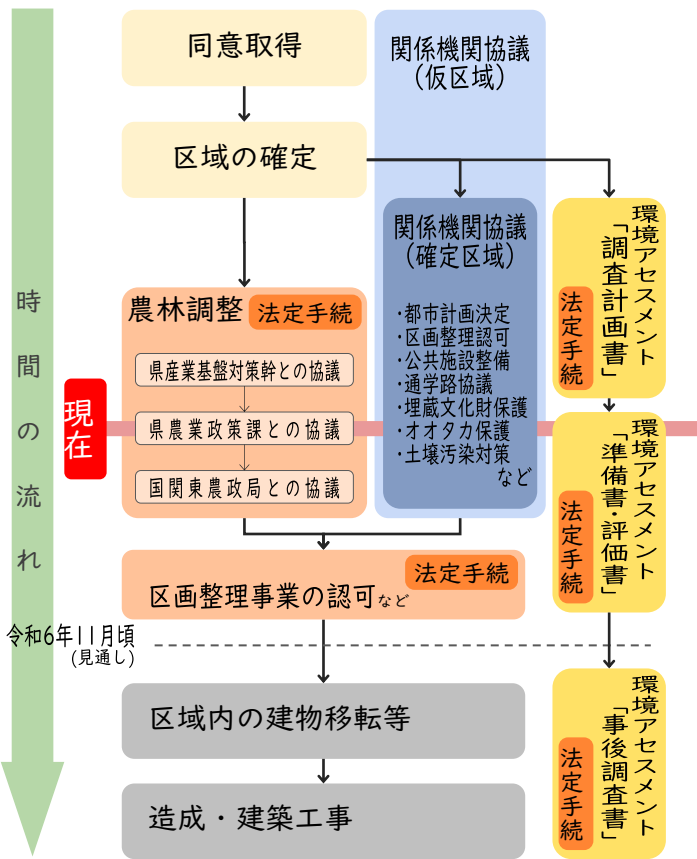 時間の流れ
同意取得
区域の確定
関係機関協議
（仮区域）
関係機関協議
（確定区域）
・都市計画決定
・区画整理認可
・公共施設整備
・通学路協議
・埋蔵文化財保護
・オオタカ保護
・土壌汚染対策
など
環境アセスメント
「調査計画書」
法定手続
農林調整
法定手続
県産業基盤対策幹との協議
県農業政策課との協議
国関東農政局との協議
現在
環境アセスメント
「準備書・評価書」
法定手続
法定手続
区画整理事業の認可など
令和6年11月頃
(見通し)
区域内の建物移転等
環境アセスメント
「事後調査書」
法定手続
造成・建築工事